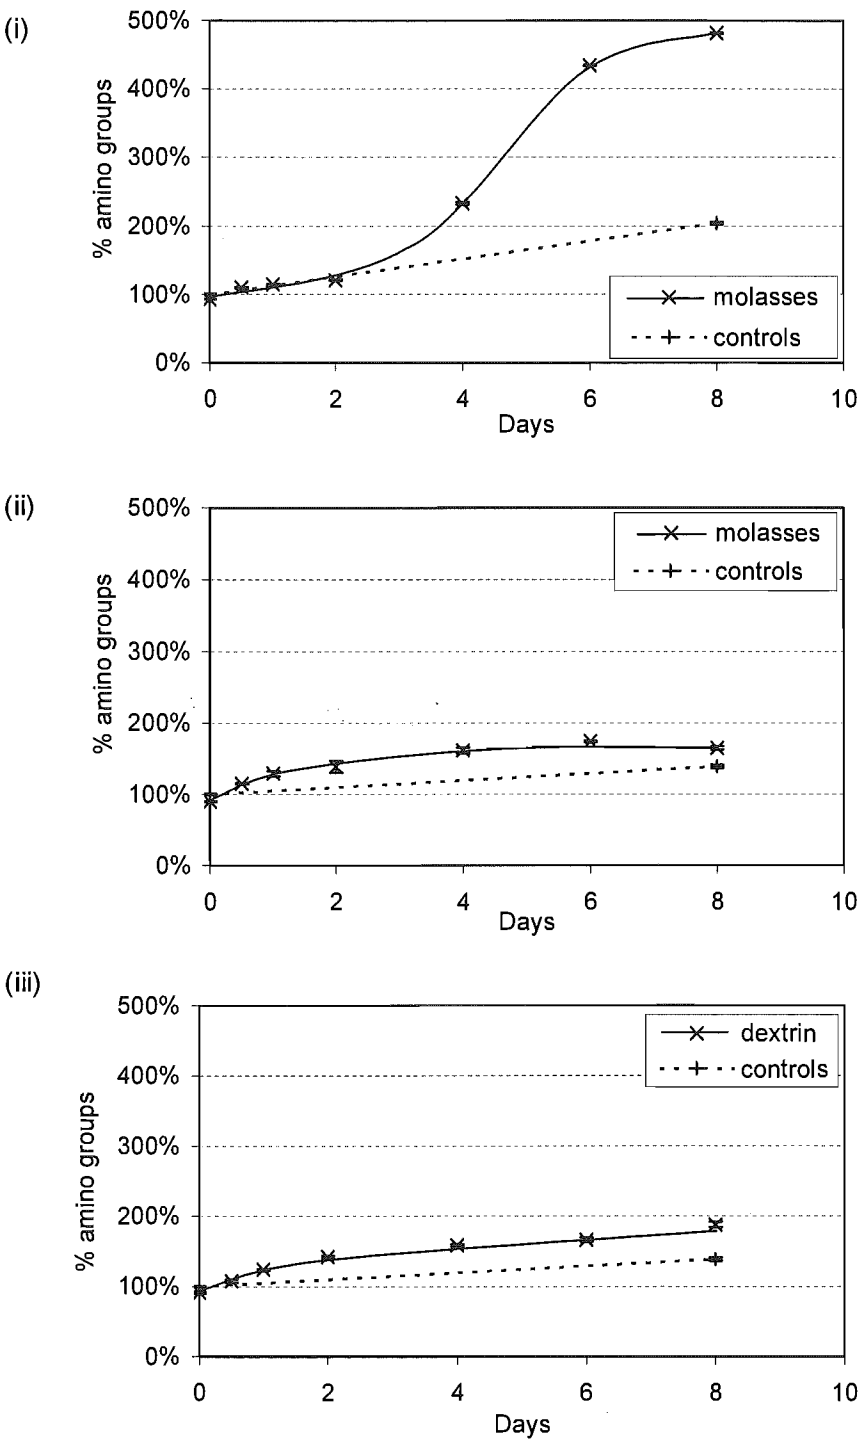 (i)
500%
400%
300%
200%
100%
0%
% amino groups
molasses
controls
0 2 4 6 8 10
Days
(ii)
500%
400%
300%
200%
100%
0%
% amino groups
molasses
controls
0 2 4 6 8 10
Days
(iii)
500%
400%
300%
200%
100%
0%
% amino groups
dextrin
controls
0 2 4 6 8 10
Days